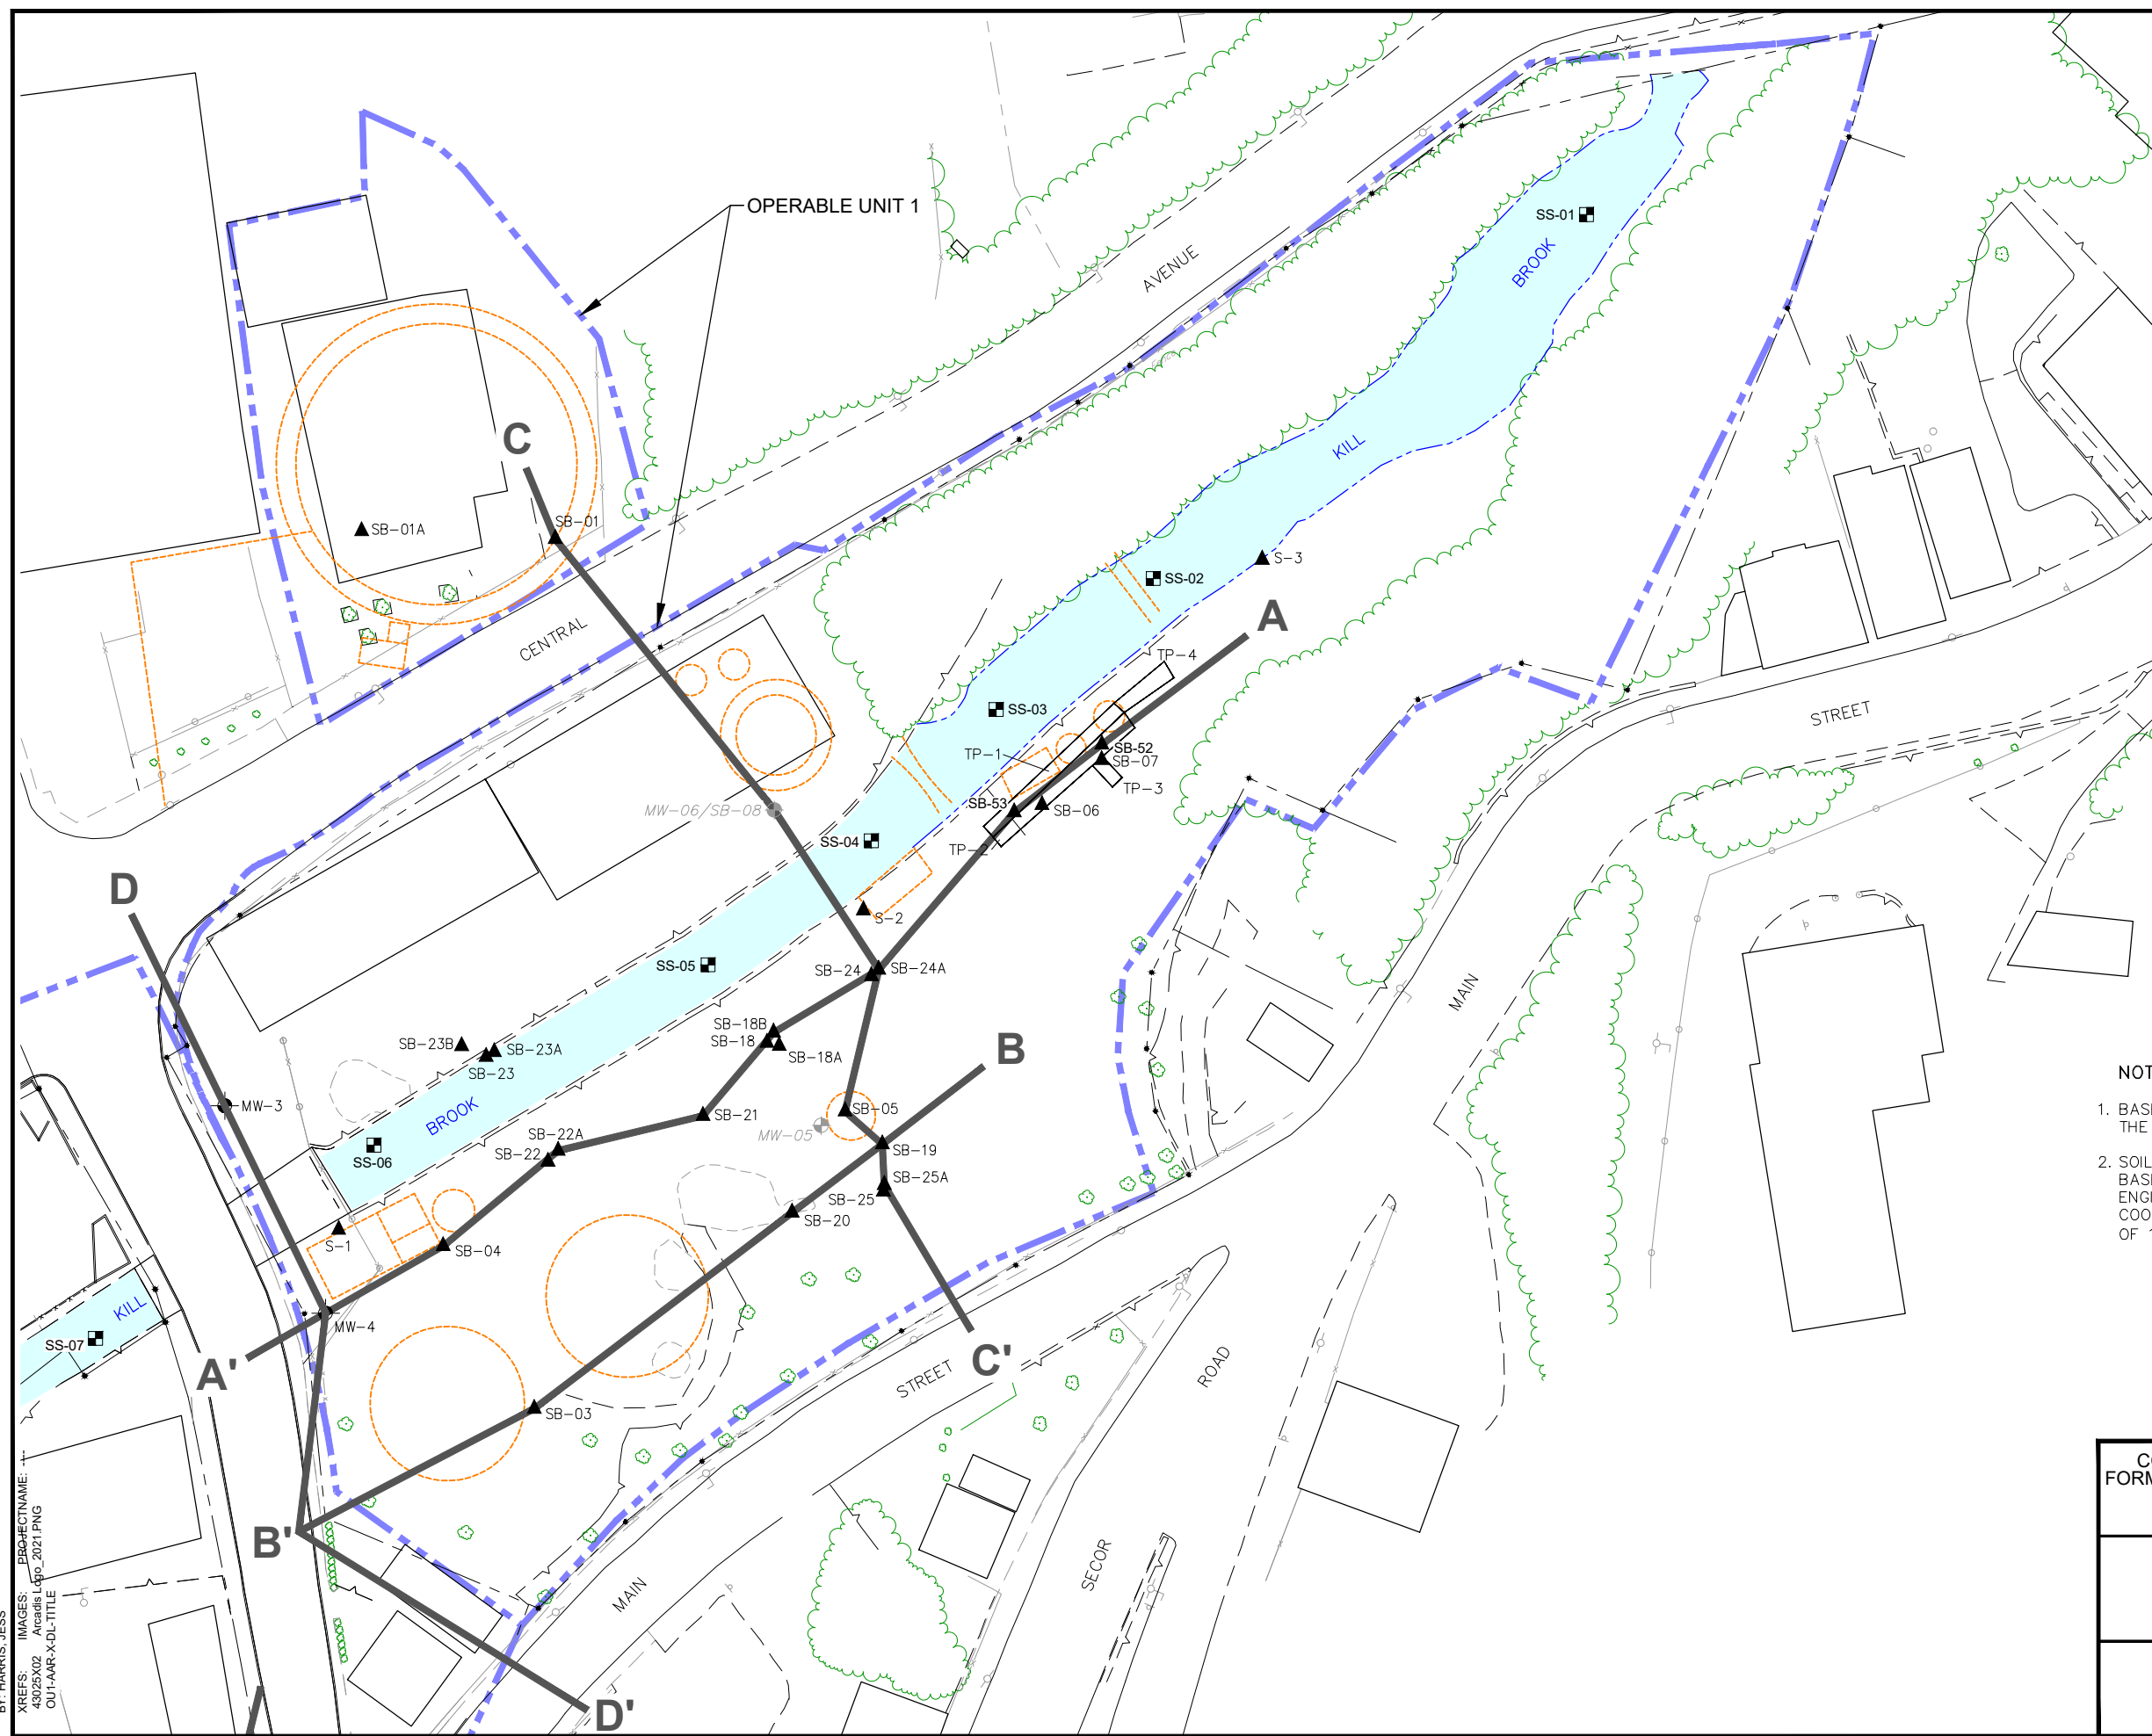 OPERABLE UNIT 1
AVENUE
SS-01
BROOK
KILL
C
SB-01
SB-01A
CENTRAL
SS-02
S-3
A
TP-4
SS-03
TP-1
SB-52
SB-07
TP-3
SB-53
SB-06
TP-2
MW-06/SB-08
SS-04
STREET
D
S-2
SS-05
SB-24
SB-24A
MAIN
SB-18B
SB-18
SB-18A
SB-23B
SB-23A
SB-23
B
MW-3
BROOK
SB-21
SB-05
MW-05
SB-22A
SB-22
SB-19
SS-06
SB-25A
SB-25
SB-20
S-1
SB-04
KILL
SS-07
MW-4
A'
C'
STREET
ROAD
SB-03
B'
SECOR
MAIN
D'
NOT
1. BAS
THE
2. SOIL
BAS
ENG
COO
OF
C
FORM
BY: HARRIS, JESS
XREFS: IMAGES: PROJECTNAME: ----
43025X02 Arcadis Logo_2021.PNG
OU1-AAR-X-DL-TITLE